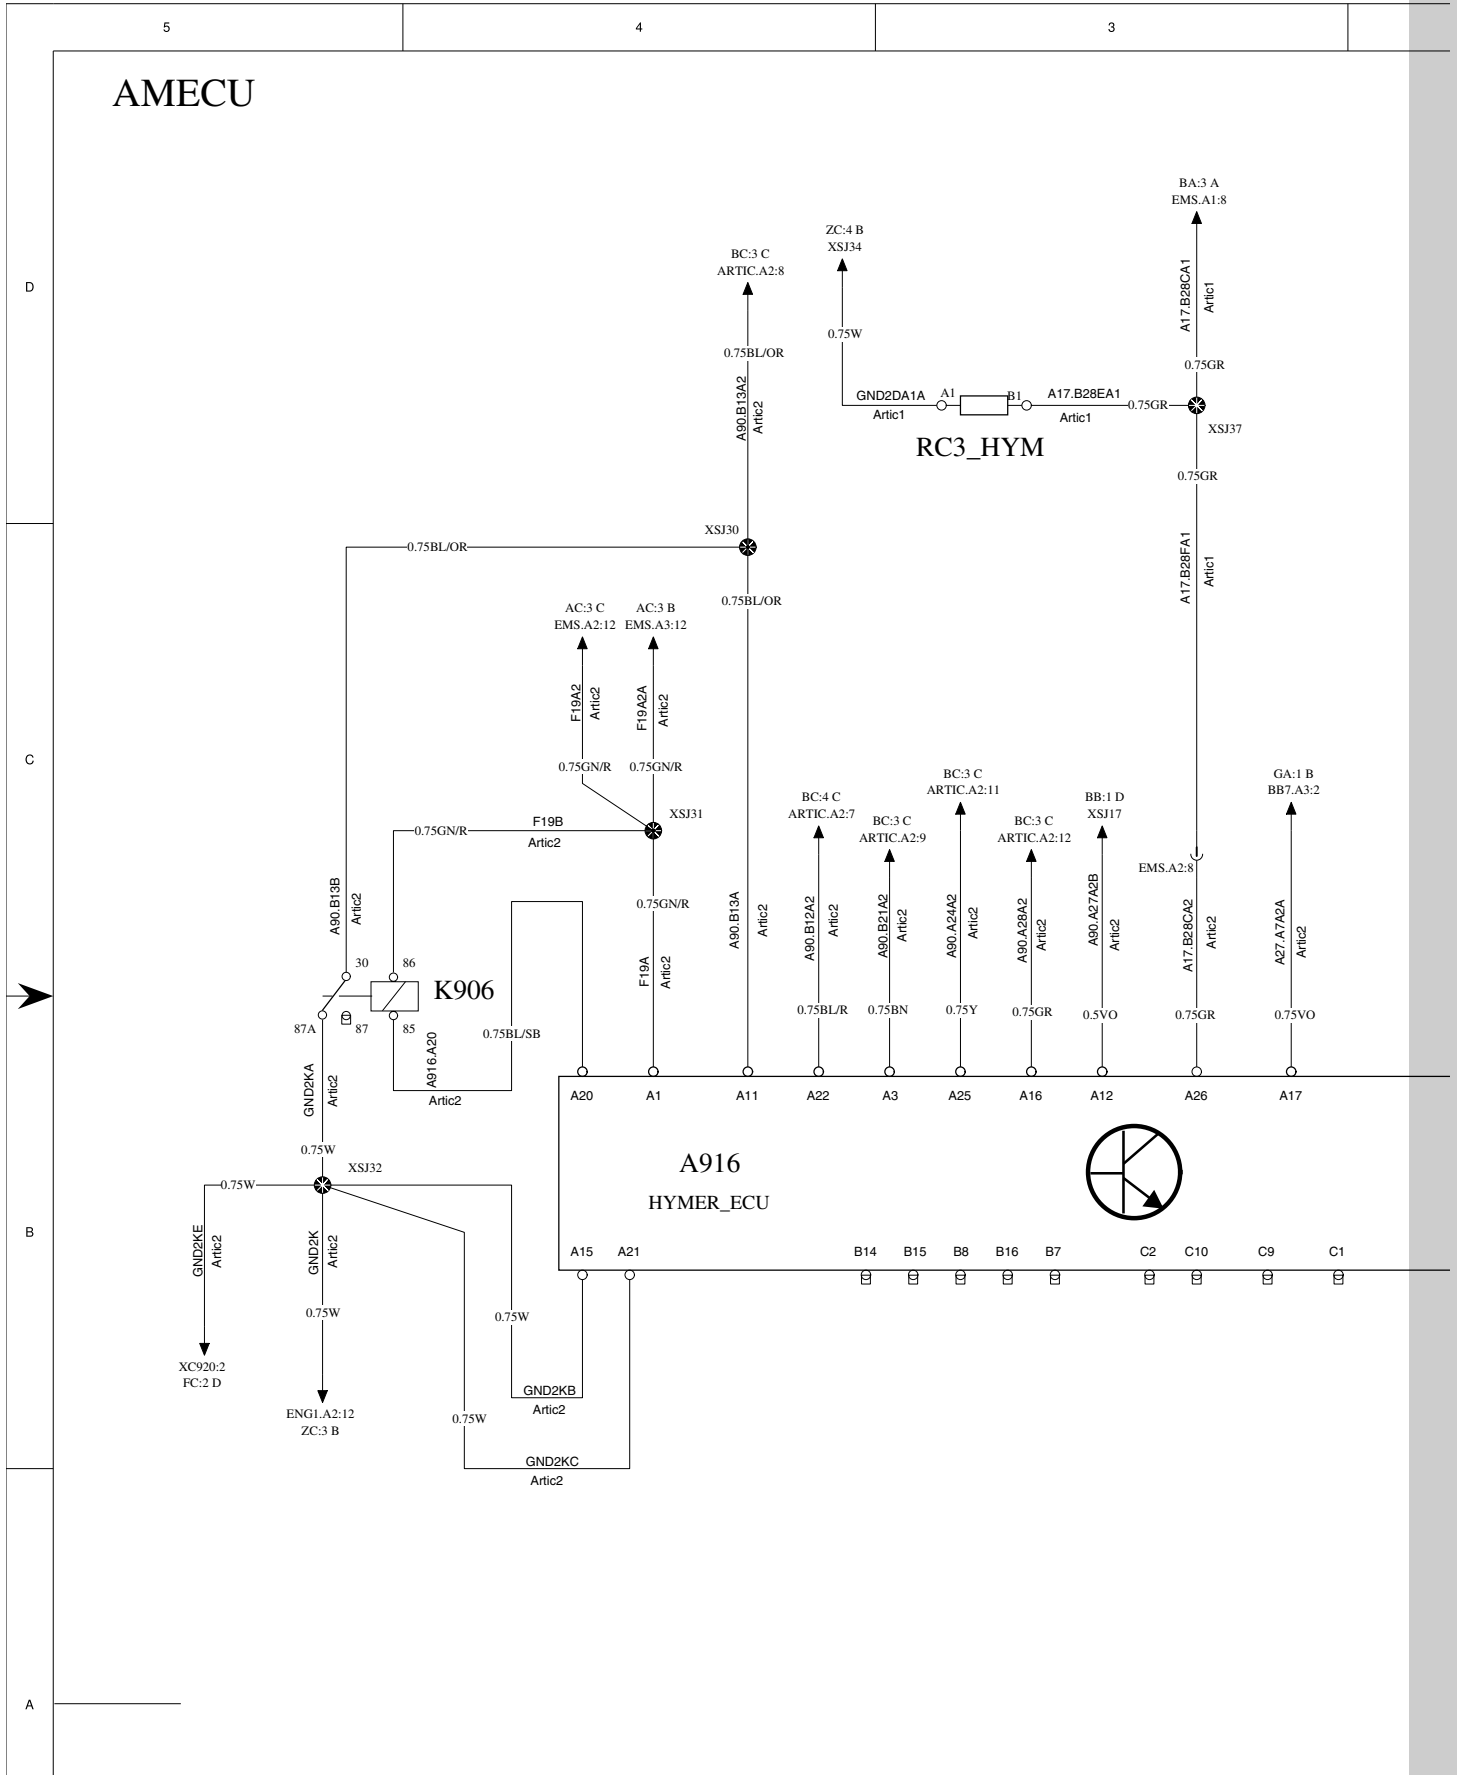 5
4
3
AMECU
BA:3 A
EMS.A1:8
ZC:4 B
XSJ34
BC:3 C
ARTIC.A2:8
D
A17.B28CA1
Artic1
0.75W
0.75BL/OR
0.75GR
A90.B13A2
Artic2
GND2DA1A
Artic1
A1
B1
A17.B28EA1
Artic1
0.75GR
XSJ37
RC3_HYM
0.75GR
XSJ30
0.75BL/OR
A17.B28FA1
Artic1
0.75BL/OR
AC:3 C
EMS.A2:12
AC:3 B
EMS.A3:12
F19A2
Artic2
F19A2A
Artic2
C
0.75GN/R
0.75GN/R
BC:3 C
ARTIC.A2:11
GA:1 B
BB7.A3:2
BC:4 C
ARTIC.A2:7
BB:1 D
XSJ17
XSJ31
BC:3 C
ARTIC.A2:9
BC:3 C
ARTIC.A2:12
0.75GN/R
F19B
Artic2
EMS.A2:8
A90.B13B
Artic2
0.75GN/R
A90.B13A
Artic2
A90.B12A2
Artic2
A90.B21A2
Artic2
A90.A24A2
Artic2
A90.A28A2
Artic2
A90.A27A2B
Artic2
A17.B28CA2
Artic2
A27.A7A2A
Artic2
30
86
K906
F19A
Artic2
87A
87
85
0.75BL/SB
0.75BL/R
0.75BN
0.75Y
0.75GR
0.5VO
0.75GR
0.75VO
A916.A20
Artic2
GND2KA
Artic2
A20
A1
A11
A22
A3
A25
A16
A12
A26
A17
0.75W
XSJ32
A916
HYMER_ECU
0.75W
B
GND2KE
Artic2
GND2K
Artic2
A15
A21
B14
B15
B8
B16
B7
C2
C10
C9
C1
0.75W
0.75W
XC920:2
FC:2 D
GND2KB
Artic2
ENG1.A2:12
ZC:3 B
0.75W
GND2KC
Artic2
A